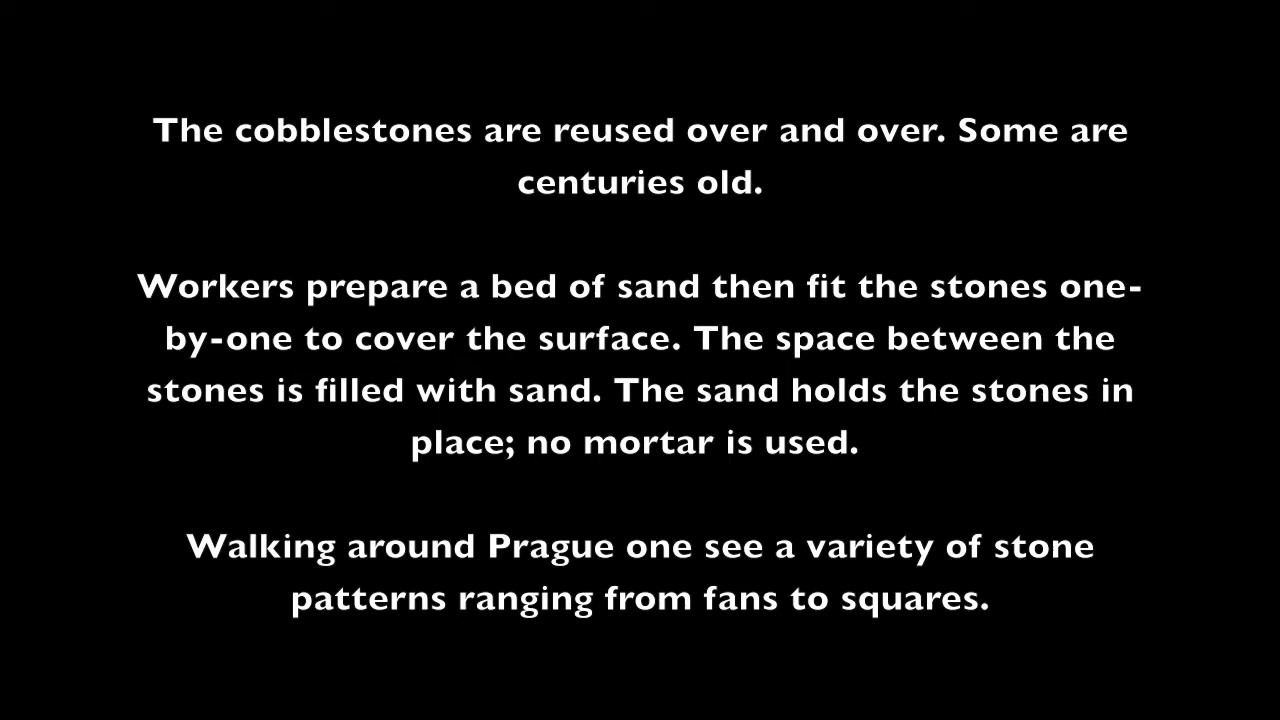 The cobblestones are reused over and over. Some are
centuries old.
Workers prepare a bed of sand then fit the stones one-
by-one to cover the surface. The space between the
stones is filled with sand. The sand holds the stones in
place; no mortar is used.
Walking around Prague one see a variety of stone
patterns ranging from fans to squares.